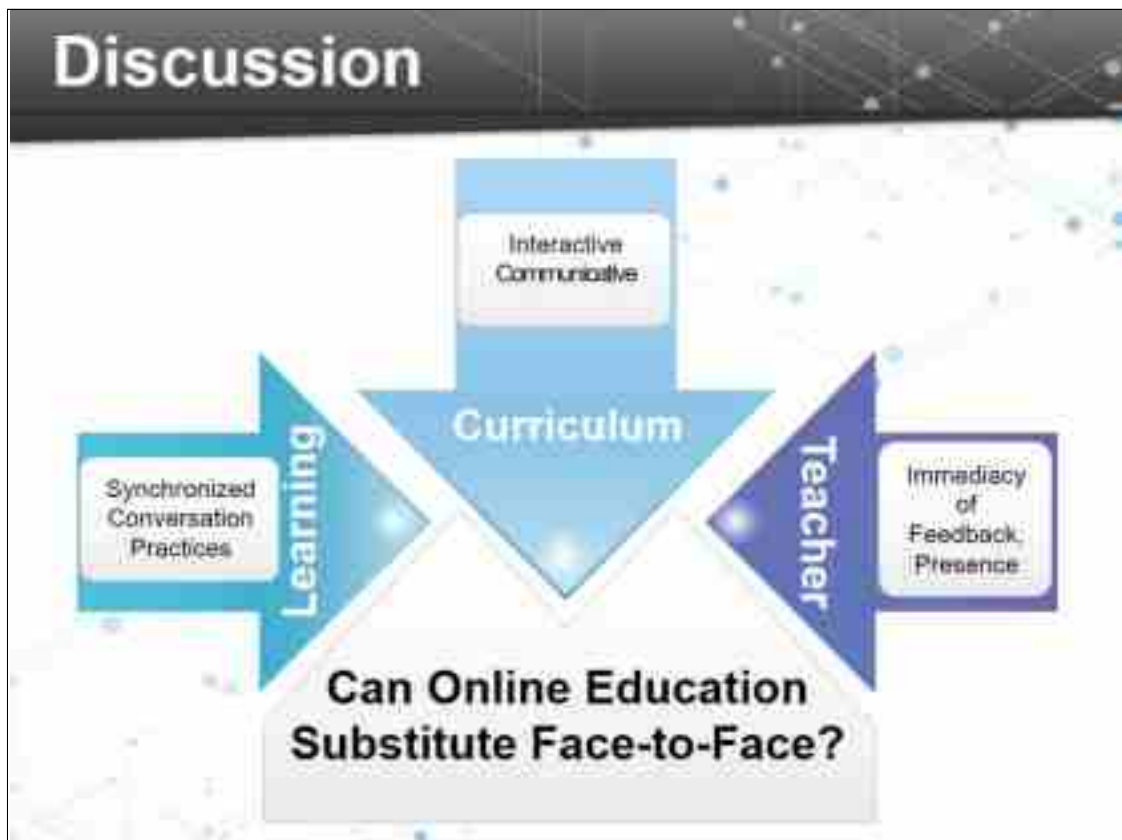 Discussion
Interactive
Communicative
Curriculum
Learning
Synchronized
Conversation
Practices
Teacher
Immediacy
of
Feedback,
Presence
Can Online Education
Substitute Face-to-Face?